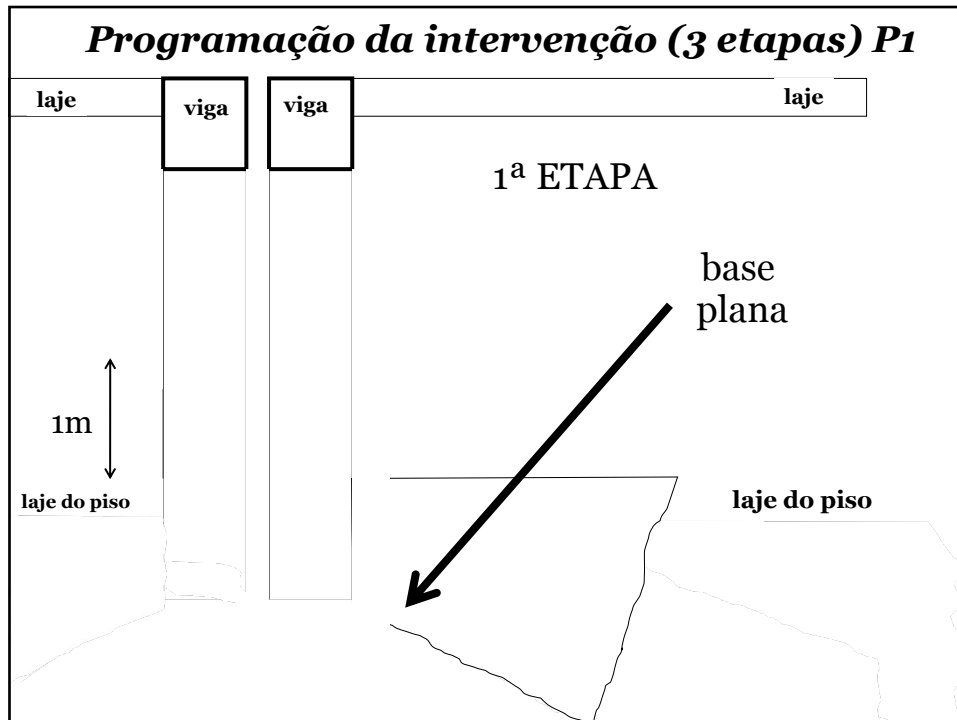 Programação da intervenção (3 etapas) P1
laje
viga
viga
laje
1ª ETAPA
base
plana
1m
laje do piso
laje do piso